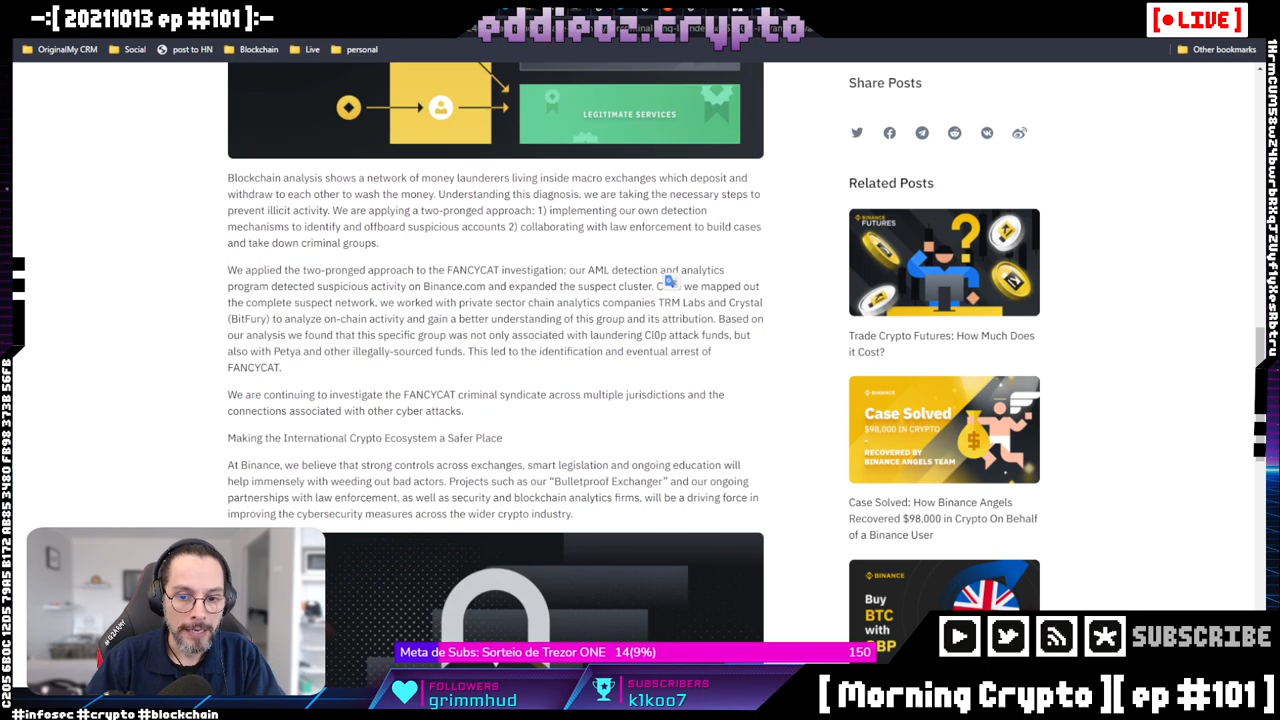 —:[ 20211013 ep #101 ]:—
eddieoz.crypto
[● LIVE ]
OriginalMy CRM
Social
post to HN
Blockchain
Live
personal
Other bookmarks
LEGITIMATE SERVICES
Blockchain analysis shows a network of money launderers living inside macro exchanges which deposit and
withdraw to each other to wash the money. Understanding this diagnosis, we are taking the necessary steps to
prevent illicit activity. We are applying a two-pronged approach: 1) implementing our own detection
mechanisms to identify and offboard suspicious accounts 2) collaborating with law enforcement to build cases
and take down criminal groups.
We applied the two-pronged approach to the FANCYCAT investigation: our AML detection and analytics
program detected suspicious activity on Binance.com and expanded the suspect cluster. we mapped out
the complete suspect network, we worked with private sector chain analytics companies TRM Labs and Crystal
(BitFury) to analyze on-chain activity and gain a better understanding of this group and its attribution. Based on
our analysis we found that this specific group was not only associated with laundering Cl0p attack funds, but
also with Petya and other illegally-sourced funds. This led to the identification and eventual arrest of
FANCYCAT.
We are continuing to investigate the FANCYCAT criminal syndicate across multiple jurisdictions and the
connections associated with other cyber attacks.
Making the International Crypto Ecosystem a Safer Place
At Binance, we believe that strong controls across exchanges, smart legislation and ongoing education will
help immensely with weeding out bad actors. Projects such as our “Bulletproof Exchanger” and our ongoing
partnerships with law enforcement, as well as security and blockchain analytics firms, will be a driving force in
improving the cybersecurity measures across the wider crypto industry.
Share Posts
Related Posts
BINANCE
FUTURES
Trade Crypto Futures: How Much Does
it Cost?
BINANCE
Case Solved
$98,000 IN CRYPTO
RECOVERED BY
BINANCE ANGELS TEAM
Case Solved: How Binance Angels
Recovered $98,000 in Crypto On Behalf
of a Binance User
BINANCE
Buy
BTC
with
GBP
Meta de Subs: Sorteio de Trezor ONE 14(9%)
150
FOLLOWERS
grimmhud
SUBSCRIBERS
k1koo7
SUBSCRIBE
[ Morning Crypto ][ ep #101 ]
#infosec #crypto #blockchain